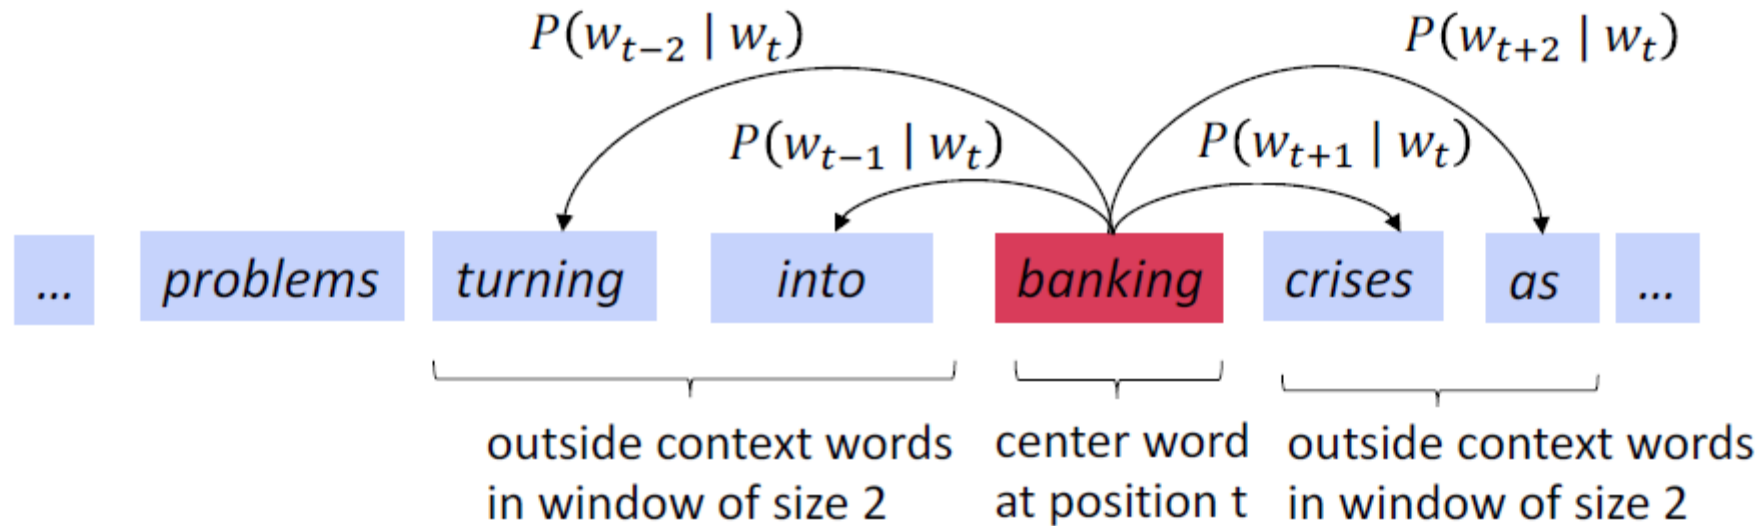 P(w_{t−2} | w_t)
P(w_{t+2} | w_t)
P(w_{t−1} | w_t)
P(w_{t+1} | w_t)
... problems turning into banking crises as ...
outside context words
in window of size 2
center word
at position t
outside context words
in window of size 2